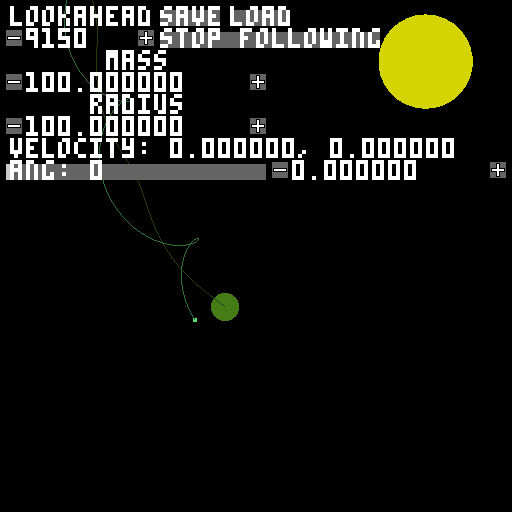 LOOKAHEAD SAVE LOAD
-9150 + STOP FOLLOWING
MASS
-100.000000 +
RADIUS
-100.000000 +
VELOCITY: 0.000000, 0.000000
ANG: 0 -0.000000 +